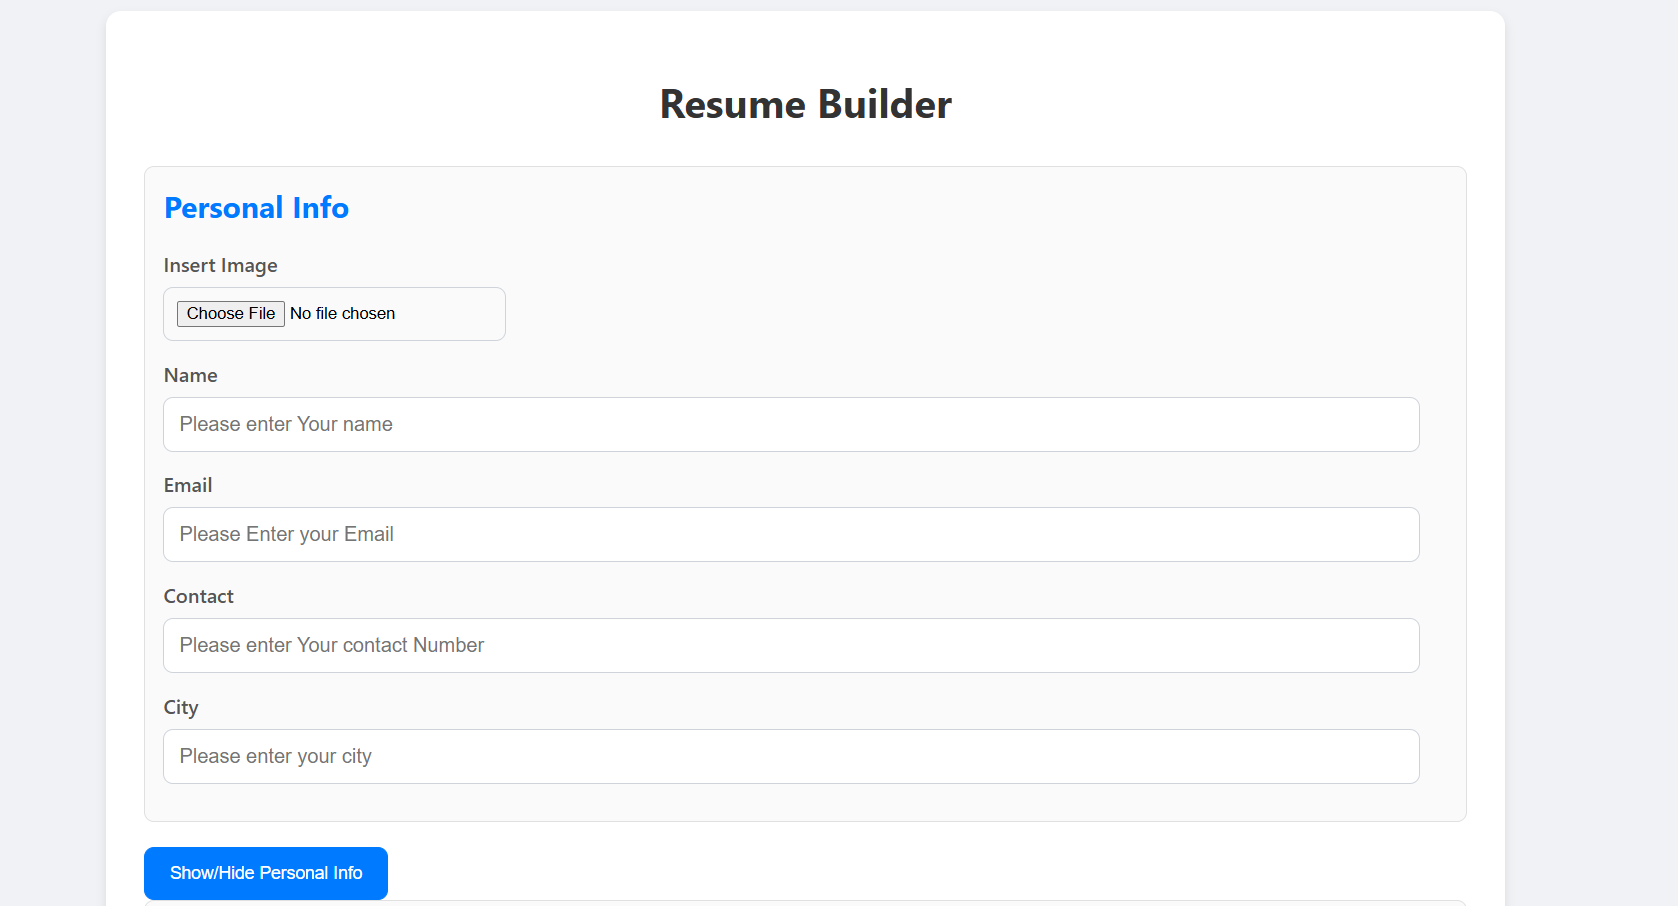 Resume Builder
Personal Info
Insert Image
Choose File No file chosen
Name
Please enter Your name
Email
Please Enter your Email
Contact
Please enter Your contact Number
City
Please enter your city
Show/Hide Personal Info